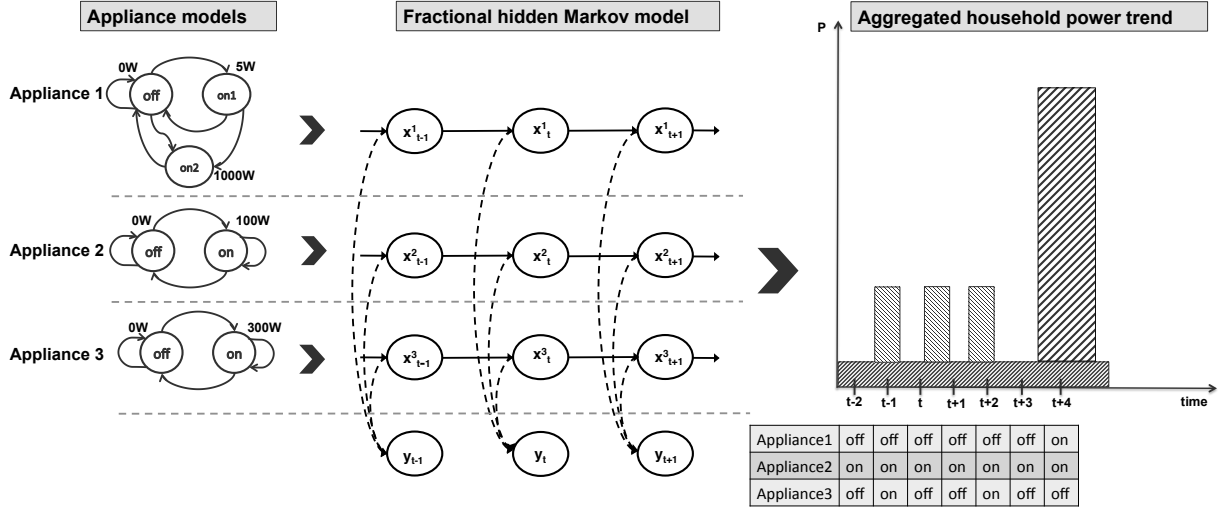 Appliance models
Fractional hidden Markov model
Aggregated household power trend
Appliance 1
0W
5W
off
on1
on2
1000W
x1t-1
x1t
x1t+1
Appliance 2
0W
100W
off
on
x2t-1
x2t
x2t+1
Appliance 3
0W
300W
off
on
x3t-1
x3t
x3t+1
yt-1
yt
yt+1
P
t-2 t-1 t t+1 t+2 t+3 t+4 time
Appliance1 off off off off off off on
Appliance2 on on on on on on on
Appliance3 off on off off on off off